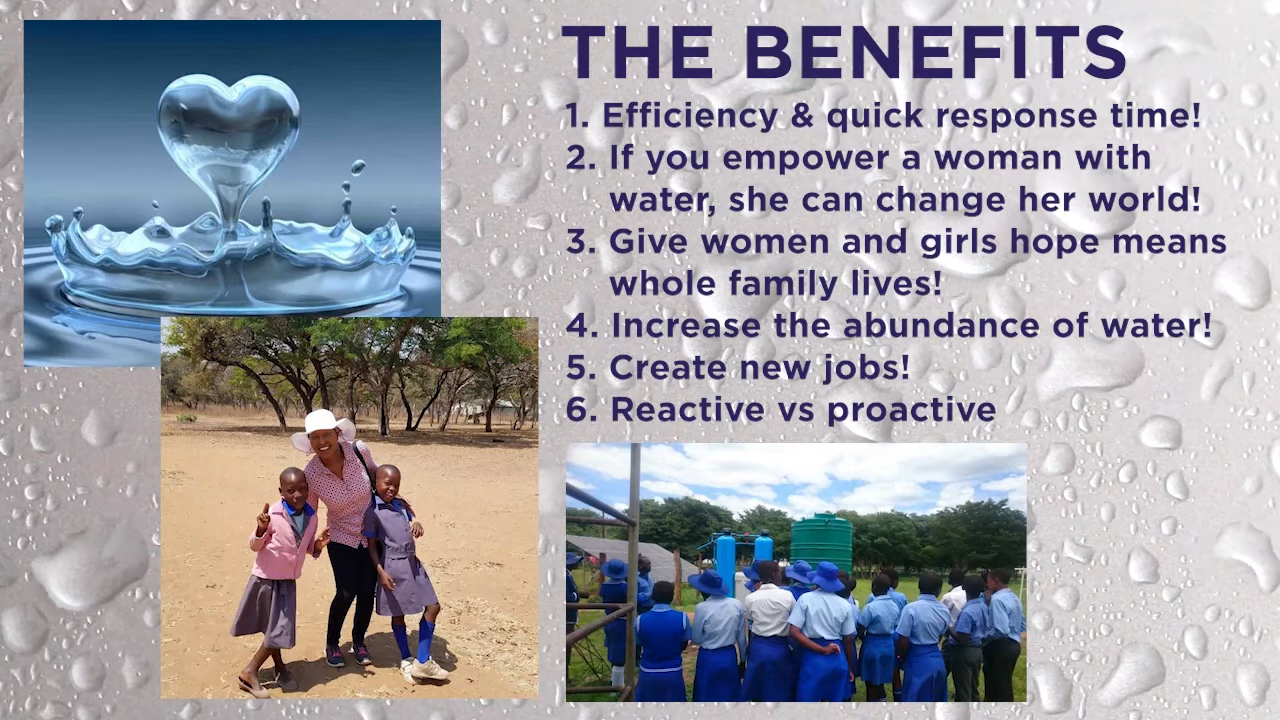 THE BENEFITS
1. Efficiency & quick response time!
2. If you empower a woman with
water, she can change her world!
3. Give women and girls hope means
whole family lives!
4. Increase the abundance of water!
5. Create new jobs!
6. Reactive vs proactive